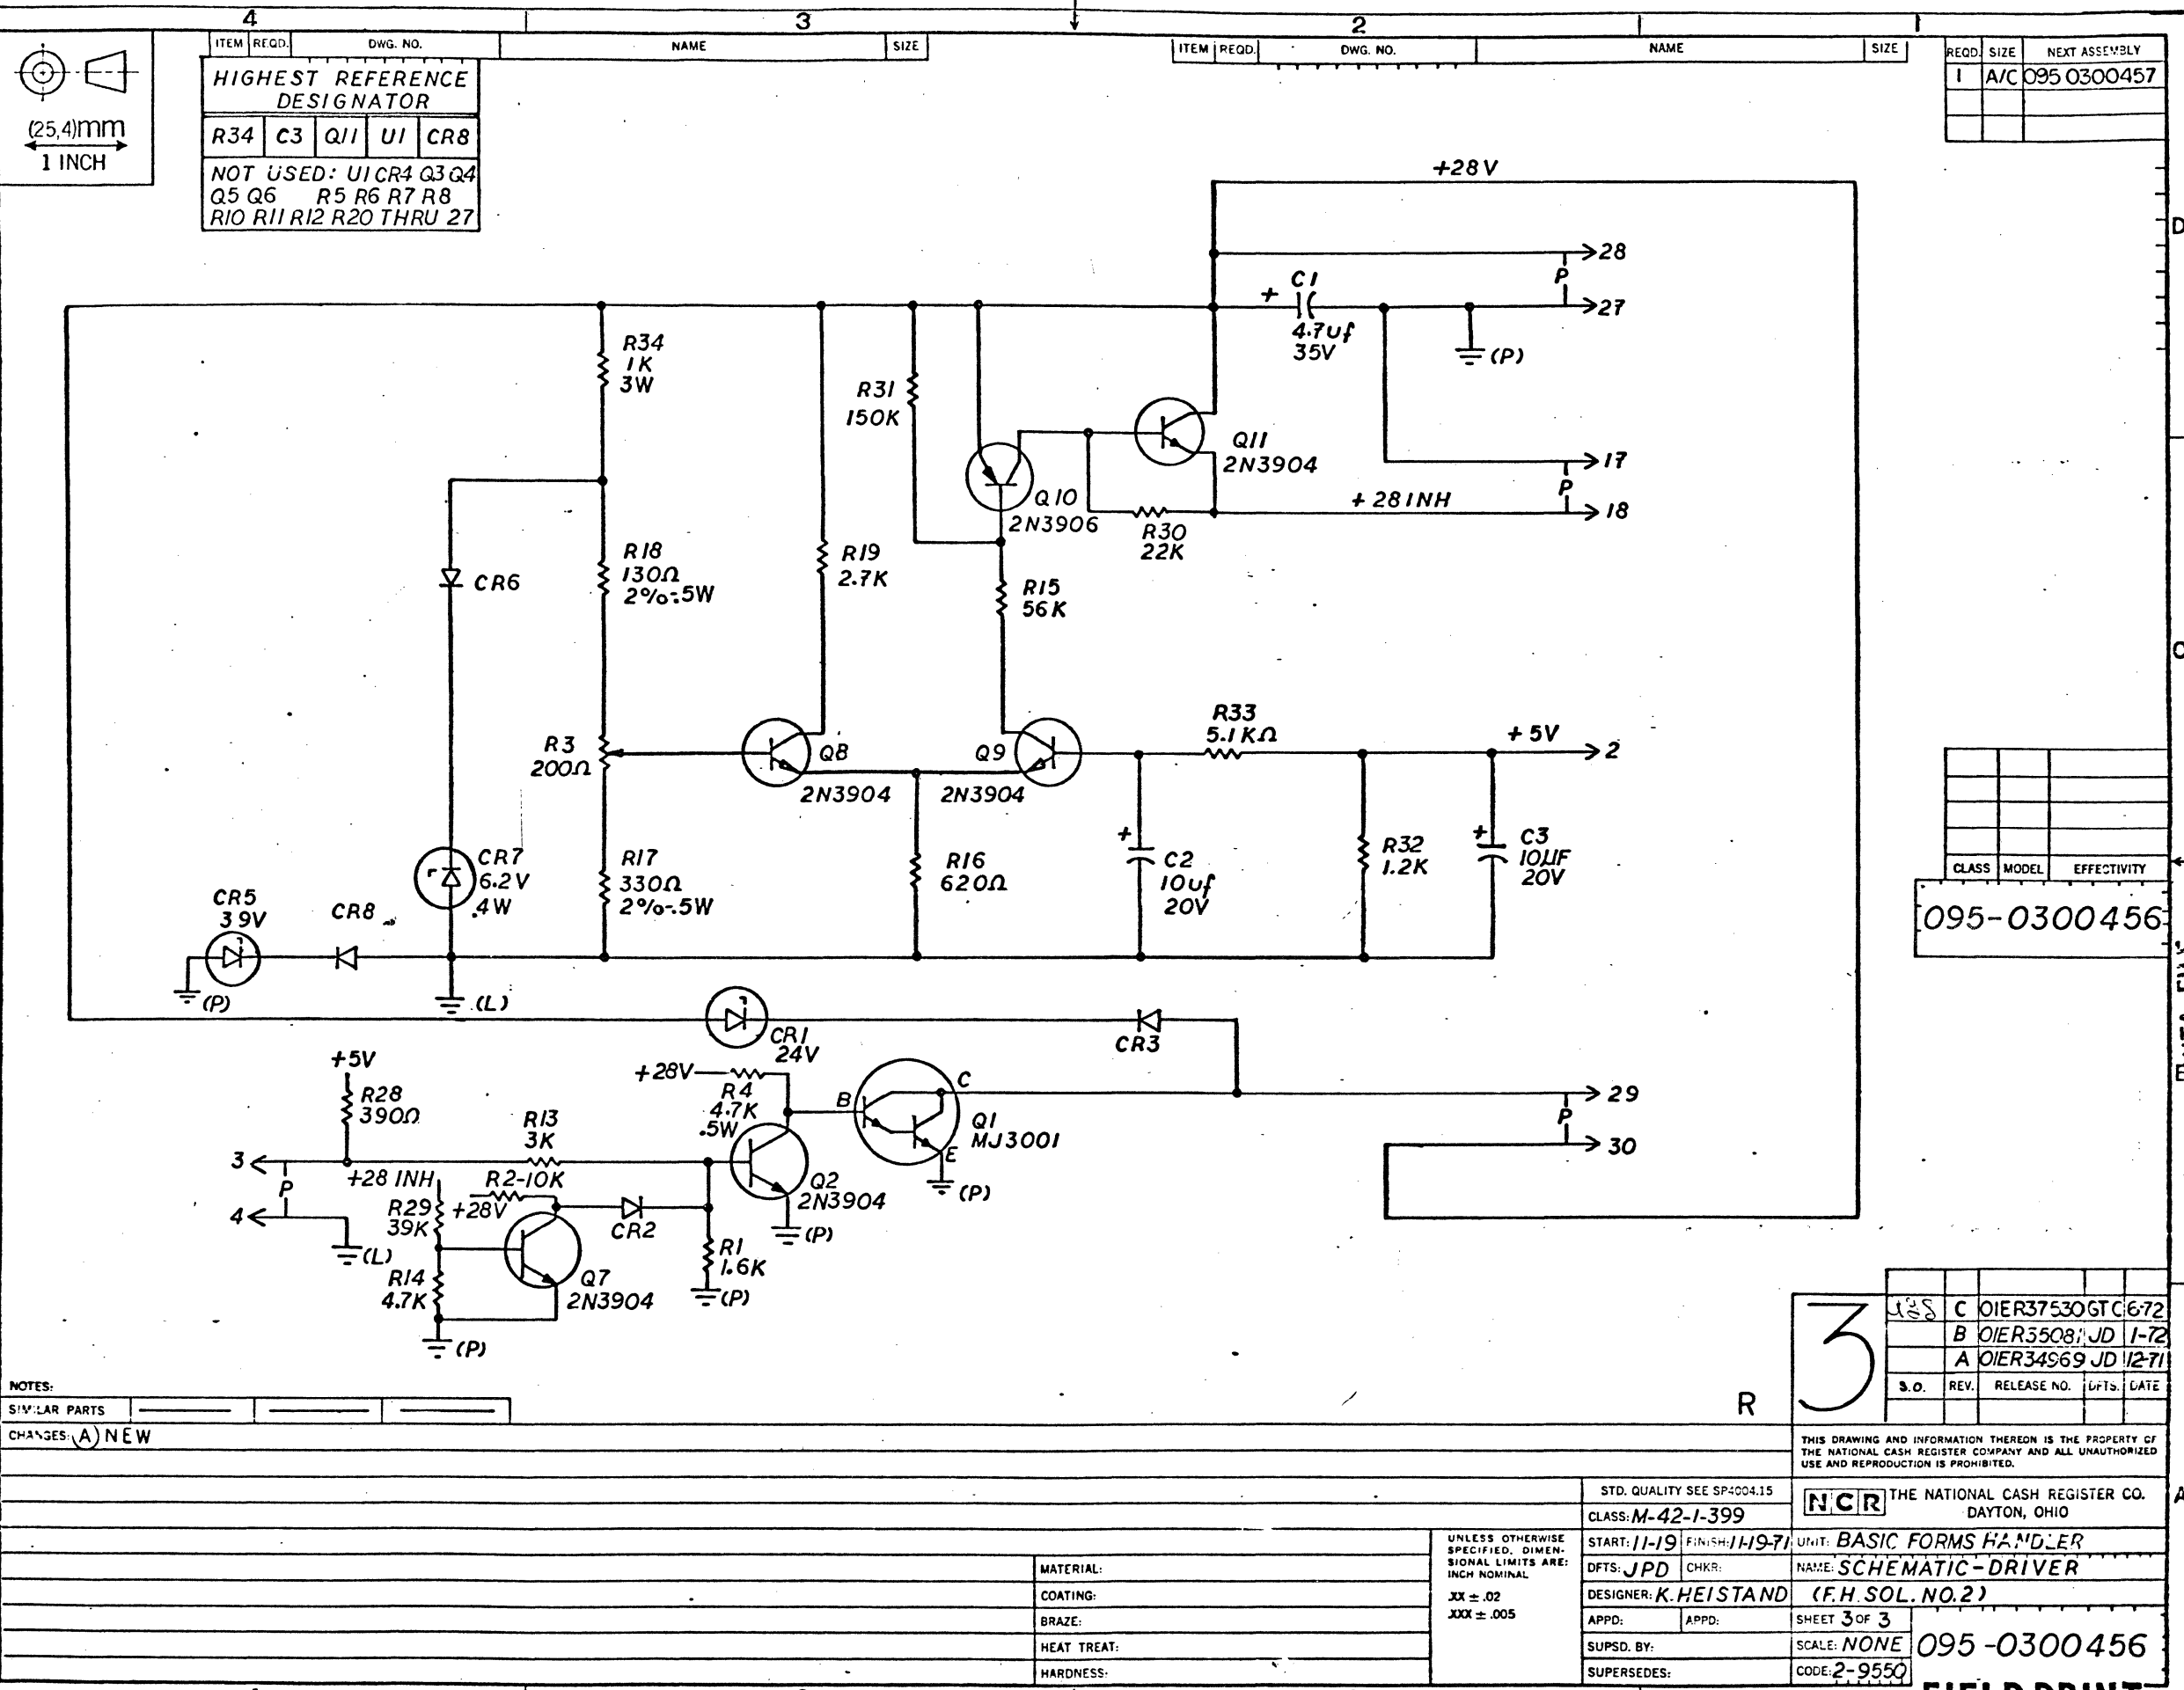 4 3 2
ITEM REQD. DWG. NO. NAME SIZE
ITEM REQD. DWG. NO. NAME SIZE
REQD. SIZE NEXT ASSEMBLY
1 A/C 095 0300457
(25,4)mm
1 INCH
HIGHEST REFERENCE
DESIGNATOR
R34 C3 Q11 U1 CR8
NOT USED: U1 CR4 Q3 Q4
Q5 Q6 R5 R6 R7 R8
R10 R11 R12 R20 THRU 27
+28V
D
28
P
27
C1
+
4.7uf
35V
(P)
R34
1K
3W
R31
150K
Q11
2N3904
17
P
18
+28 INH
Q10
2N3906
R30
22K
CR6
R18
130Ω
2%-.5W
R19
2.7K
R15
56K
C
R3
200Ω
Q8
2N3904
Q9
2N3904
R33
5.1KΩ
+5V
2
CR7
6.2V
.4W
R17
330Ω
2%-.5W
R16
620Ω
+
C2
10uf
20V
R32
1.2K
+
C3
10µF
20V
CLASS MODEL EFFECTIVITY
095-0300456
CR5
39V
CR8
(P)
(L)
CR1
24V
CR3
+5V
R28
390Ω
+28V
R4
4.7K
.5W
B
C
E
Q1
MJ3001
(P)
29
P
30
3
P
4
(L)
R13
3K
+28 INH
R2-10K
+28V
R29
39K
CR2
Q2
2N3904
(P)
R14
4.7K
Q7
2N3904
R1
1.6K
(P)
(P)
3
C 01ER37530 GTC 6-72
B 01ER35081 JD 1-72
A 01ER34969 JD 12-71
S.O. REV. RELEASE NO. DFTS. DATE
R
NOTES:
SIMILAR PARTS
CHANGES: (A) NEW
THIS DRAWING AND INFORMATION THEREON IS THE PROPERTY OF
THE NATIONAL CASH REGISTER COMPANY AND ALL UNAUTHORIZED
USE AND REPRODUCTION IS PROHIBITED.
NCR THE NATIONAL CASH REGISTER CO.
DAYTON, OHIO
A
STD. QUALITY SEE SP4004.15
CLASS: M-42-1-399
START: 11-19 FINISH: 11-19-71
UNIT: BASIC FORMS HANDLER
DFTS: JPD CHKR:
NAME: SCHEMATIC-DRIVER
DESIGNER: K. HEISTAND
(F.H. SOL. NO. 2)
APPD: APPD:
SHEET 3 OF 3
SUPSD. BY:
SCALE: NONE
095-0300456
SUPERSEDES:
CODE: 2-9550
UNLESS OTHERWISE
SPECIFIED, DIMEN-
SIONAL LIMITS ARE:
INCH NOMINAL
.XX ± .02
.XXX ± .005
MATERIAL:
COATING:
BRAZE:
HEAT TREAT:
HARDNESS:
FIELD PRINT